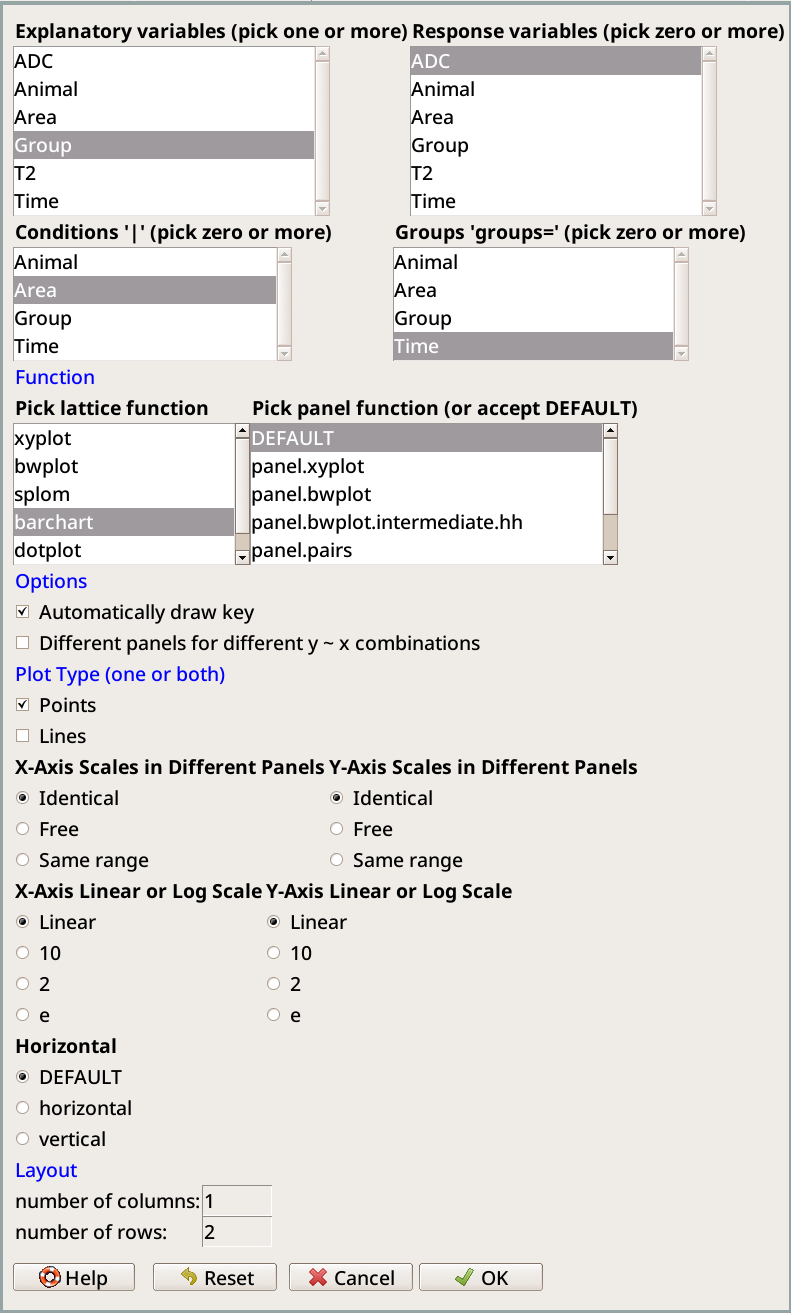 Explanatory variables (pick one or more) Response variables (pick zero or more)
ADC ADC
Animal Animal
Area Area
Group Group
T2 T2
Time Time
Conditions '|' (pick zero or more) Groups 'groups=' (pick zero or more)
Animal Animal
Area Area
Group Group
Time Time
Function
Pick lattice function Pick panel function (or accept DEFAULT)
xyplot DEFAULT
bwplot panel.xyplot
splom panel.bwplot
barchart panel.bwplot.intermediate.hh
dotplot panel.pairs
Options
Automatically draw key
Different panels for different y ~ x combinations
Plot Type (one or both)
Points
Lines
X-Axis Scales in Different Panels Y-Axis Scales in Different Panels
Identical Identical
Free Free
Same range Same range
X-Axis Linear or Log Scale Y-Axis Linear or Log Scale
Linear Linear
10 10
2 2
e e
Horizontal
DEFAULT
horizontal
vertical
Layout
number of columns: 1
number of rows: 2
Help Reset Cancel OK